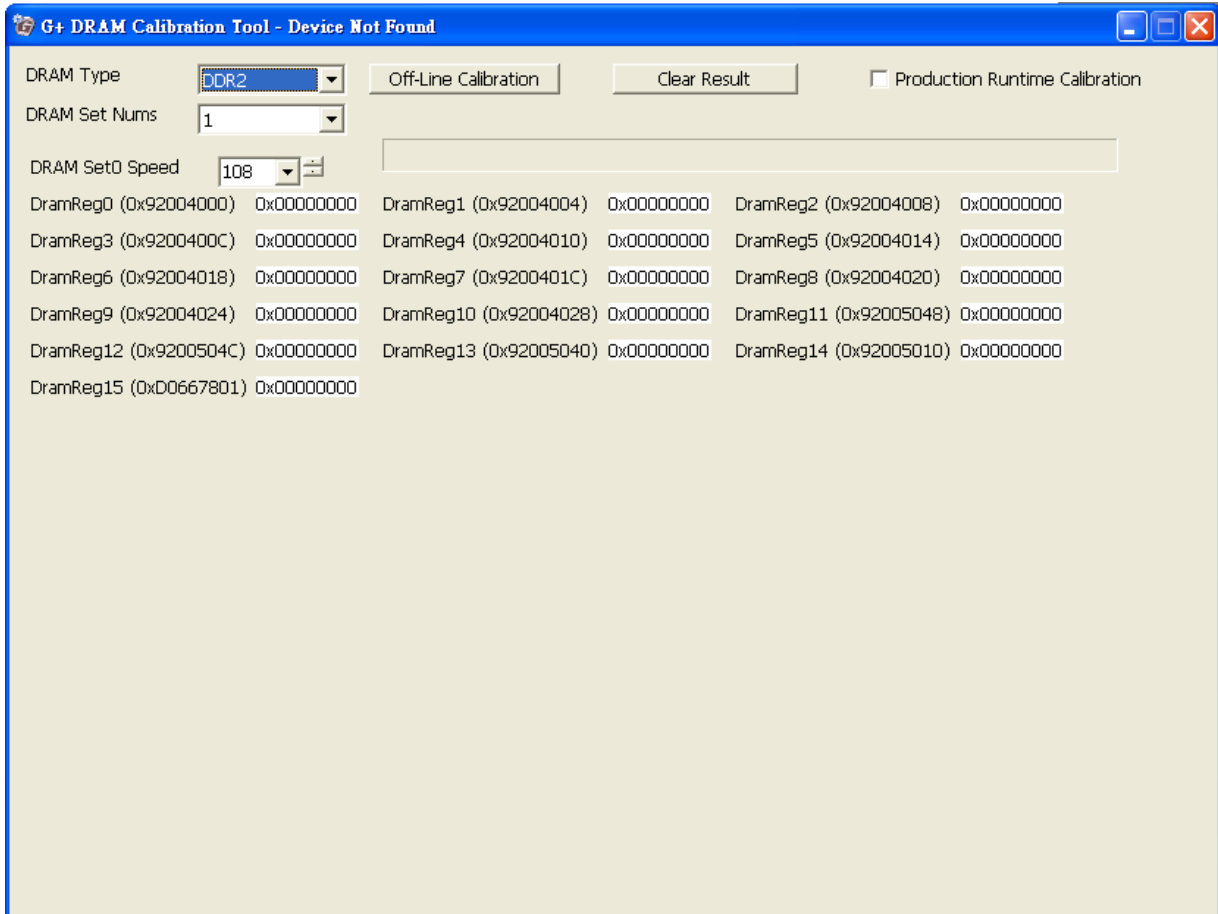 G+ DRAM Calibration Tool - Device Not Found
DRAM Type DDR2 Off-Line Calibration Clear Result Production Runtime Calibration
DRAM Set Nums 1
DRAM Set0 Speed 108
DramReg0 (0x92004000) 0x00000000 DramReg1 (0x92004004) 0x00000000 DramReg2 (0x92004008) 0x00000000
DramReg3 (0x9200400C) 0x00000000 DramReg4 (0x92004010) 0x00000000 DramReg5 (0x92004014) 0x00000000
DramReg6 (0x92004018) 0x00000000 DramReg7 (0x9200401C) 0x00000000 DramReg8 (0x92004020) 0x00000000
DramReg9 (0x92004024) 0x00000000 DramReg10 (0x92004028) 0x00000000 DramReg11 (0x92005048) 0x00000000
DramReg12 (0x9200504C) 0x00000000 DramReg13 (0x92005040) 0x00000000 DramReg14 (0x92005010) 0x00000000
DramReg15 (0xD0667801) 0x00000000